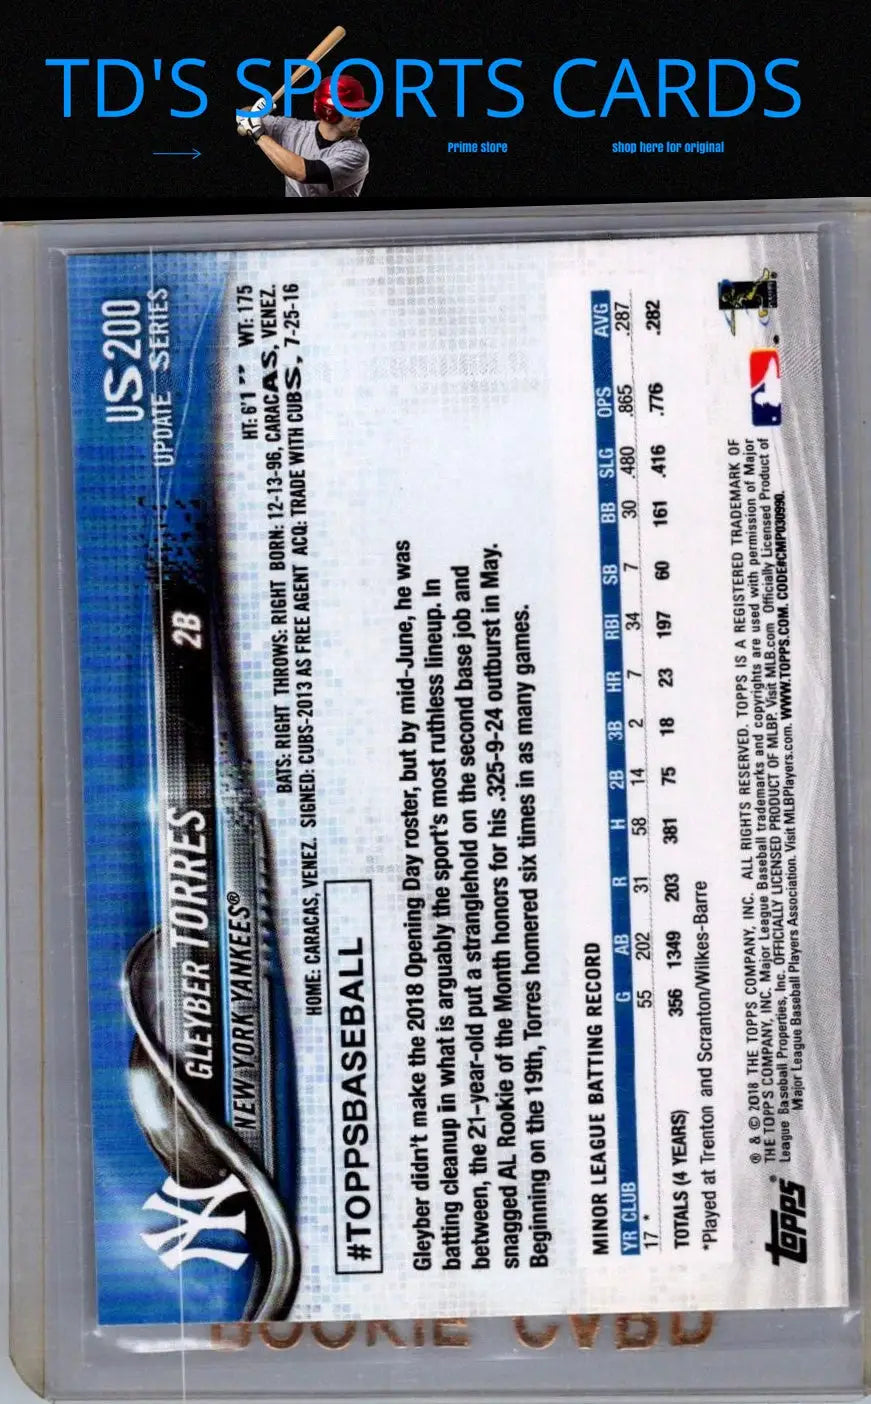 TD'S SPORTS CARDS
Prime store
shop here for original
US200
UPDATE SERIES
GLEYBER TORRES 2B
NEW YORK YANKEES®
HT: 6'1" WT: 175
BATS: RIGHT THROWS: RIGHT BORN: 12-13-96, CARACAS, VENEZ.
HOME: CARACAS, VENEZ. SIGNED: CUBS-2013 AS FREE AGENT ACQ: TRADE WITH CUBS, 7-25-16
#TOPPSBASEBALL
Gleyber didn't make the 2018 Opening Day roster, but by mid-June, he was
batting cleanup in what is arguably the sport's most ruthless lineup. In
between, the 21-year-old put a stranglehold on the second base job and
snagged AL Rookie of the Month honors for his .325-9-24 outburst in May.
Beginning on the 19th, Torres homered six times in as many games.
MINOR LEAGUE BATTING RECORD
YR CLUB G AB R H 2B 3B HR RBI SB BB SLG OPS AVG
17 * 55 202 31 58 14 2 7 34 7 30 .480 .865 .287
TOTALS (4 YEARS) 356 1349 203 381 75 18 23 197 60 161 .416 .776 .282
*Played at Trenton and Scranton/Wilkes-Barre
topps®
® & © 2018 THE TOPPS COMPANY, INC. ALL RIGHTS RESERVED. TOPPS IS A REGISTERED TRADEMARK OF
THE TOPPS COMPANY, INC. Major League Baseball trademarks and copyrights are used with permission of Major
League Baseball Properties, Inc. OFFICIALLY LICENSED PRODUCT OF MLBP. Visit MLB.com Officially Licensed Product of
Major League Baseball Players Association. Visit MLBPlayers.com. WWW.TOPPS.COM. CODE#CMP030990.